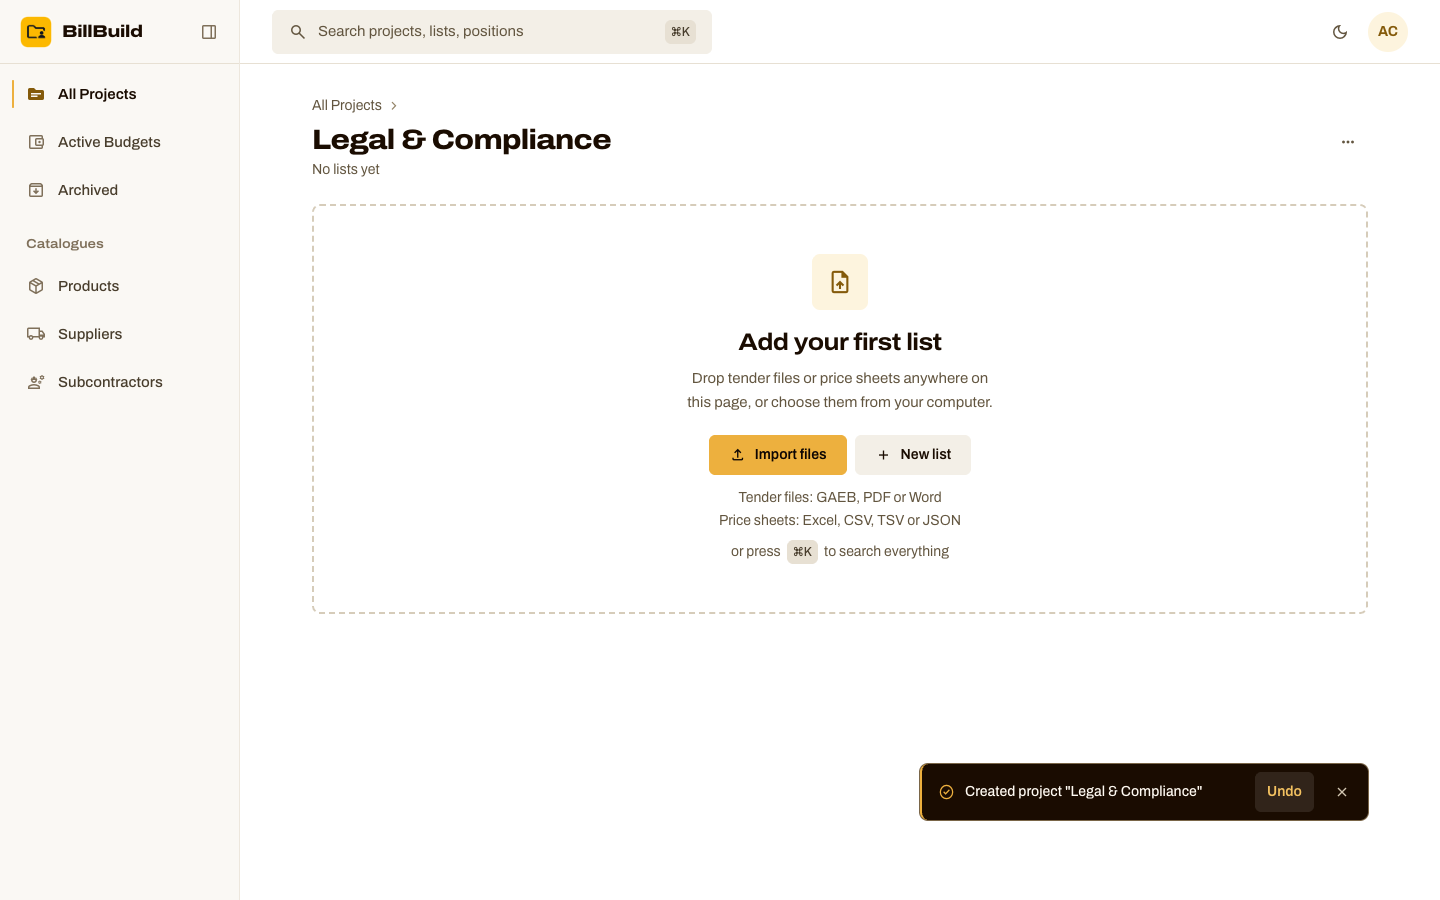 BillBuild
Search projects, lists, positions
⌘K
AC
All Projects
Active Budgets
Archived
Catalogues
Products
Suppliers
Subcontractors
All Projects
Legal & Compliance
No lists yet
Add your first list
Drop tender files or price sheets anywhere on
this page, or choose them from your computer.
Import files
New list
Tender files: GAEB, PDF or Word
Price sheets: Excel, CSV, TSV or JSON
or press ⌘K to search everything
Created project "Legal & Compliance"
Undo